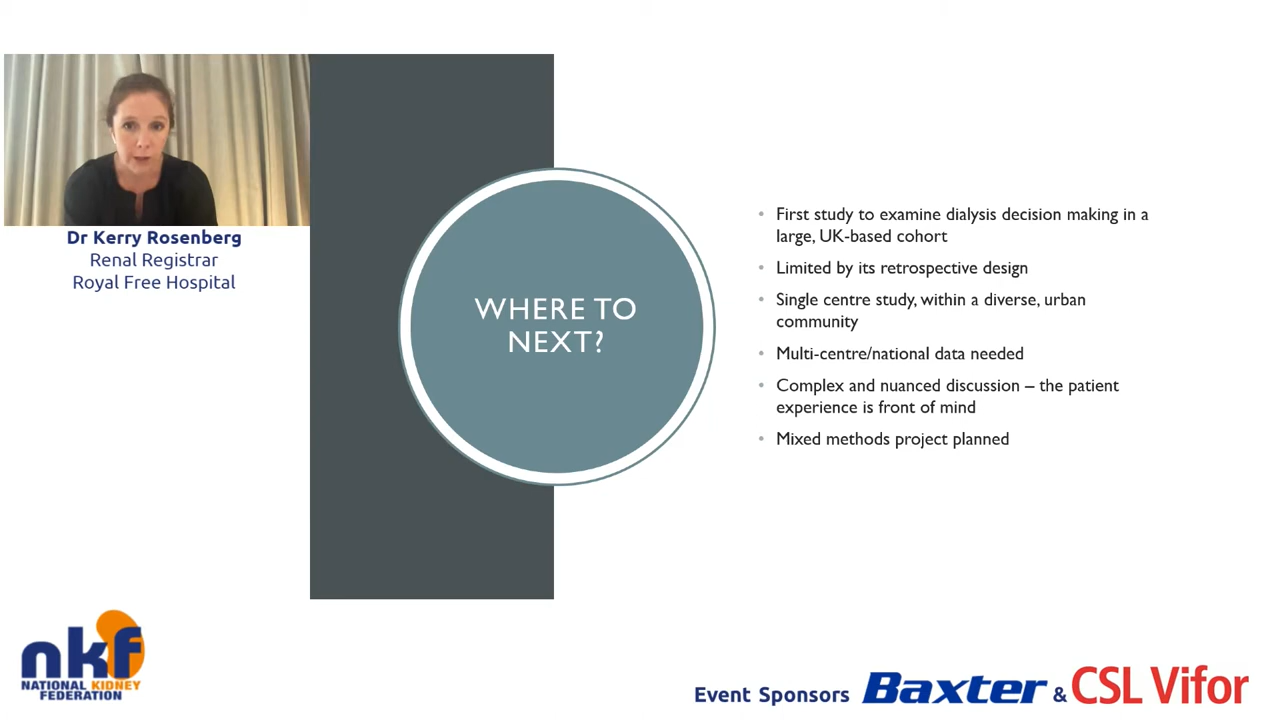 Dr Kerry Rosenberg
Renal Registrar
Royal Free Hospital
WHERE TO
NEXT?
• First study to examine dialysis decision making in a
large, UK-based cohort
• Limited by its retrospective design
• Single centre study, within a diverse, urban
community
• Multi-centre/national data needed
• Complex and nuanced discussion – the patient
experience is front of mind
• Mixed methods project planned
nkf
NATIONAL KIDNEY
FEDERATION
Event Sponsors Baxter & CSL Vifor